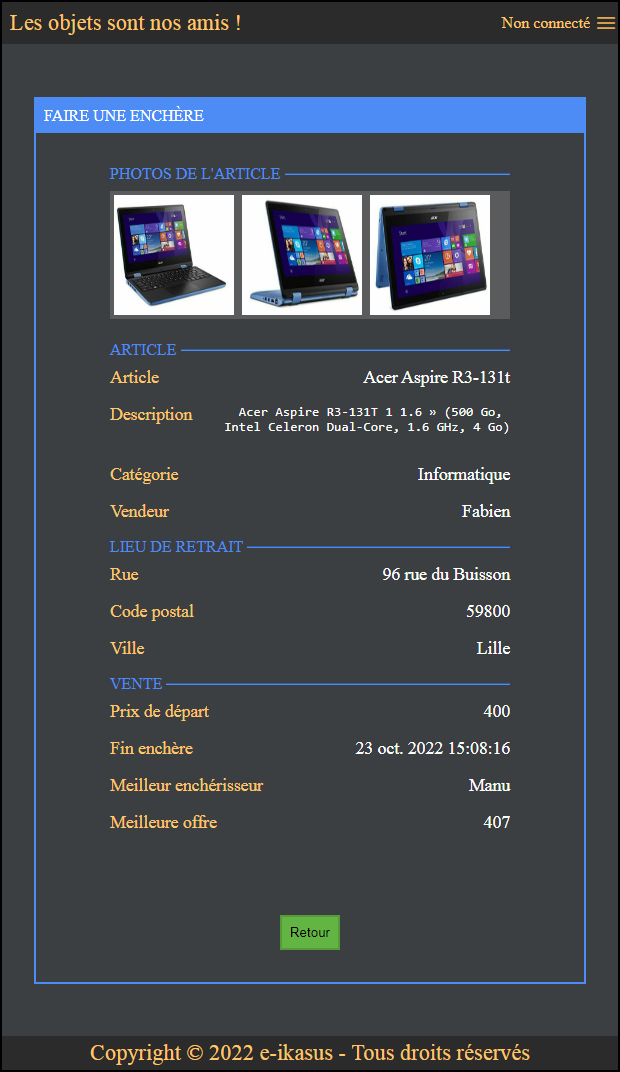 Les objets sont nos amis !
Non connecté
FAIRE UNE ENCHÈRE
PHOTOS DE L'ARTICLE
ARTICLE
Article Acer Aspire R3-131t
Description Acer Aspire R3-131T 1 1.6 » (500 Go,
Intel Celeron Dual-Core, 1.6 GHz, 4 Go)
Catégorie Informatique
Vendeur Fabien
LIEU DE RETRAIT
Rue 96 rue du Buisson
Code postal 59800
Ville Lille
VENTE
Prix de départ 400
Fin enchère 23 oct. 2022 15:08:16
Meilleur enchérisseur Manu
Meilleure offre 407
Retour
Copyright © 2022 e-ikasus - Tous droits réservés